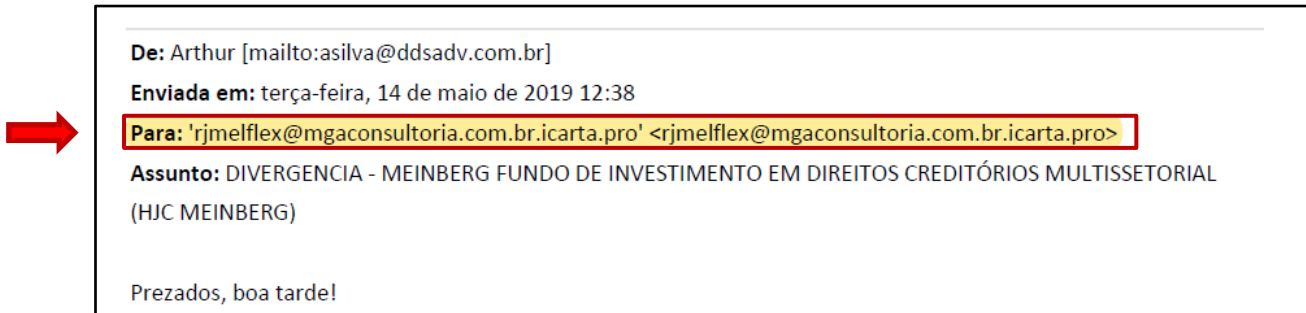 De: Arthur [mailto:asilva@ddsadv.com.br]
Enviada em: terça-feira, 14 de maio de 2019 12:38
Para: 'rjmelflex@mgaconsultoria.com.br.icarta.pro' <rjmelflex@mgaconsultoria.com.br.icarta.pro>
Assunto: DIVERGENCIA - MEINBERG FUNDO DE INVESTIMENTO EM DIREITOS CREDITÓRIOS MULTISSETORIAL
(HJC MEINBERG)
Prezados, boa tarde!